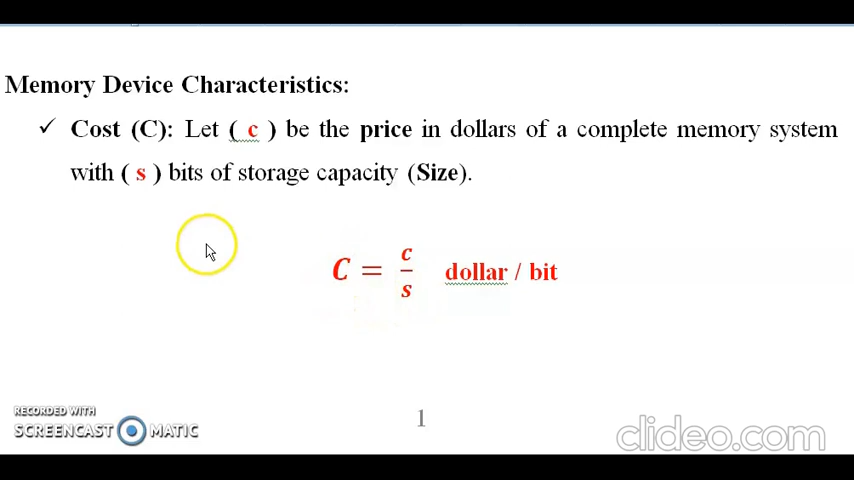 Memory Device Characteristics:
✓ Cost (C): Let ( c ) be the price in dollars of a complete memory system
with ( s ) bits of storage capacity (Size).
C = c/s dollar / bit
1
RECORDED WITH
SCREENCAST MATIC
clideo.com